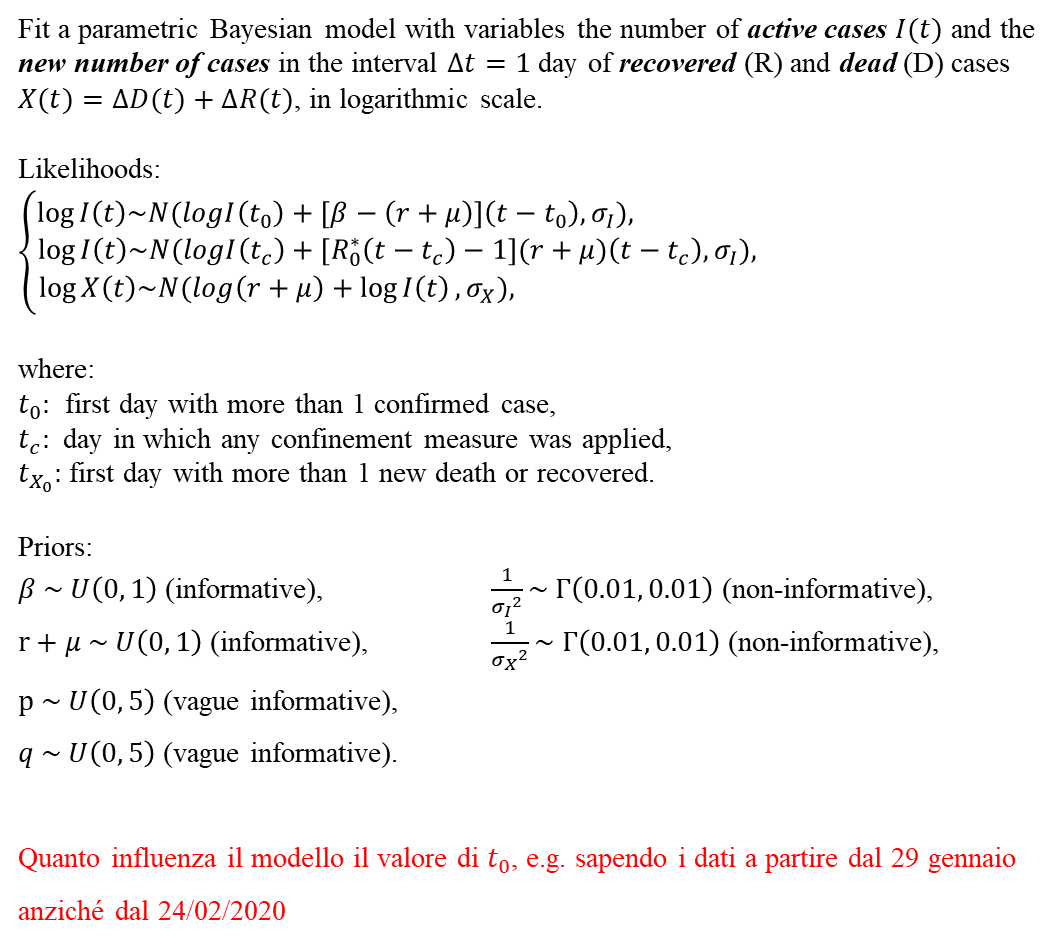 Fit a parametric Bayesian model with variables the number of active cases I(t) and the
new number of cases in the interval Δt = 1 day of recovered (R) and dead (D) cases
X(t) = ΔD(t) + ΔR(t), in logarithmic scale.
Likelihoods:
log I(t)~N(logI(t₀) + [β − (r + μ)](t − t₀), σ_I),
log I(t)~N(logI(t_c) + [R₀*(t − t_c) − 1](r + μ)(t − t_c), σ_I),
log X(t)~N(log(r + μ) + log I(t) , σ_X),
where:
t₀: first day with more than 1 confirmed case,
t_c: day in which any confinement measure was applied,
t_X₀: first day with more than 1 new death or recovered.
Priors:
β ~ U(0, 1) (informative), 1/σ_I² ~ Γ(0.01, 0.01) (non-informative),
r + μ ~ U(0, 1) (informative), 1/σ_X² ~ Γ(0.01, 0.01) (non-informative),
p ~ U(0, 5) (vague informative),
q ~ U(0, 5) (vague informative).
Quanto influenza il modello il valore di t₀, e.g. sapendo i dati a partire dal 29 gennaio
anziché dal 24/02/2020